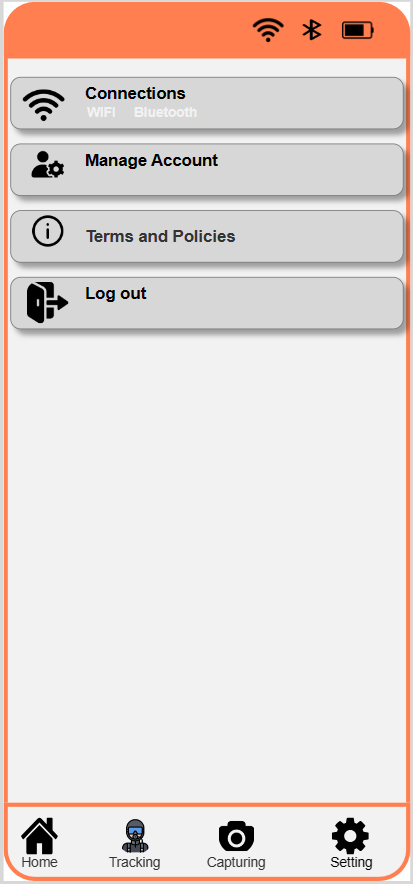 Connections
WIFI Bluetooth
Manage Account
Terms and Policies
Log out
Home Tracking Capturing Setting